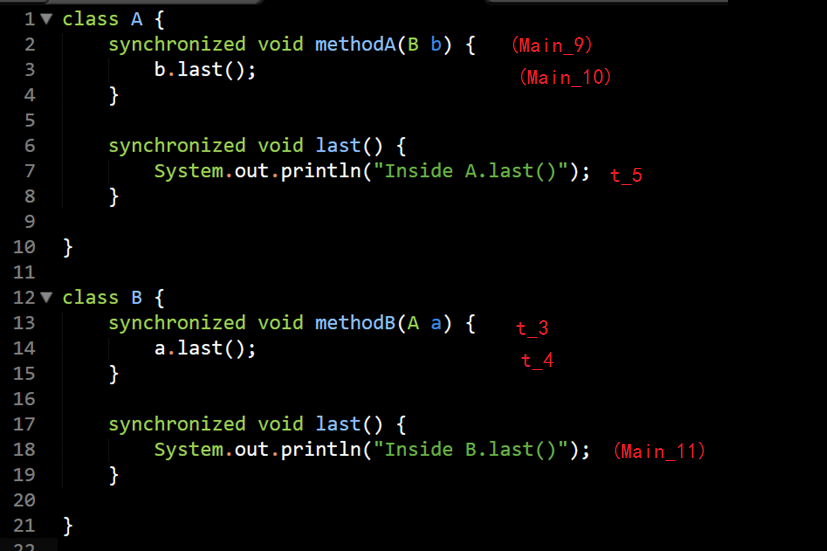 1 class A {
2 synchronized void methodA(B b) { (Main_9)
3 b.last(); (Main_10)
4 }
5
6 synchronized void last() {
7 System.out.println("Inside A.last()"); t_5
8 }
9
10 }
11
12 class B {
13 synchronized void methodB(A a) { t_3
14 a.last(); t_4
15 }
16
17 synchronized void last() {
18 System.out.println("Inside B.last()"); (Main_11)
19 }
20
21 }
22